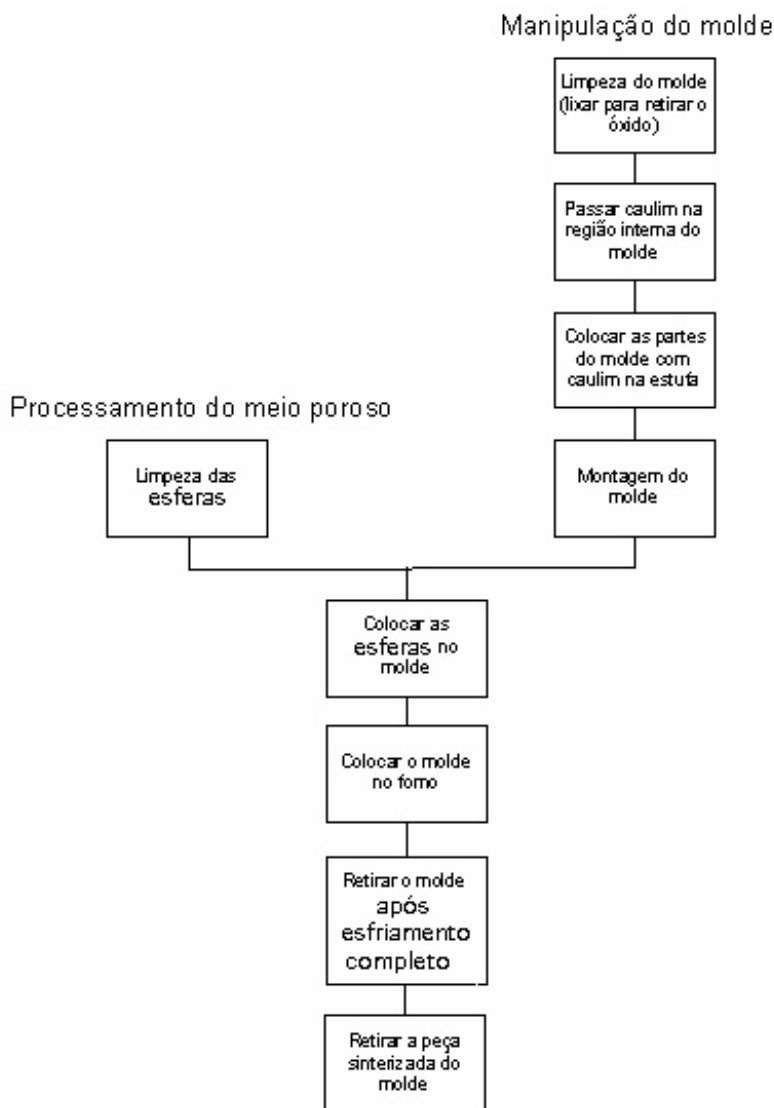 Manipulação do molde
Limpeza do molde
(lixar para retirar o
óxido)
Passar caulim na
região interna do
molde
Colocar as partes
do molde com
caulim na estufa
Processamento do meio poroso
Limpeza das
esferas
Montagem do
molde
Colocar as
esferas no
molde
Colocar o molde
no forno
Retirar o molde
após
esfriamento
completo
Retirar a peça
sinterizada do
molde